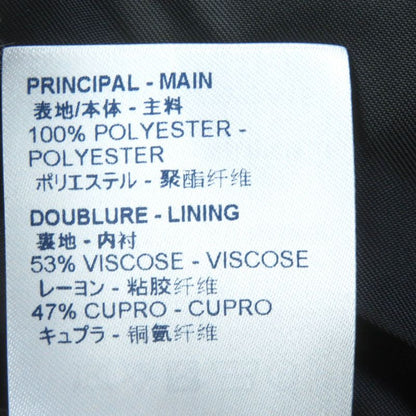 PRINCIPAL - MAIN
表地/本体 - 主料
100% POLYESTER -
POLYESTER
ポリエステル - 聚酯纤维
DOUBLURE - LINING
裏地 - 内衬
53% VISCOSE - VISCOSE
レーヨン - 粘胶纤维
47% CUPRO - CUPRO
キュプラ - 铜氨纤维